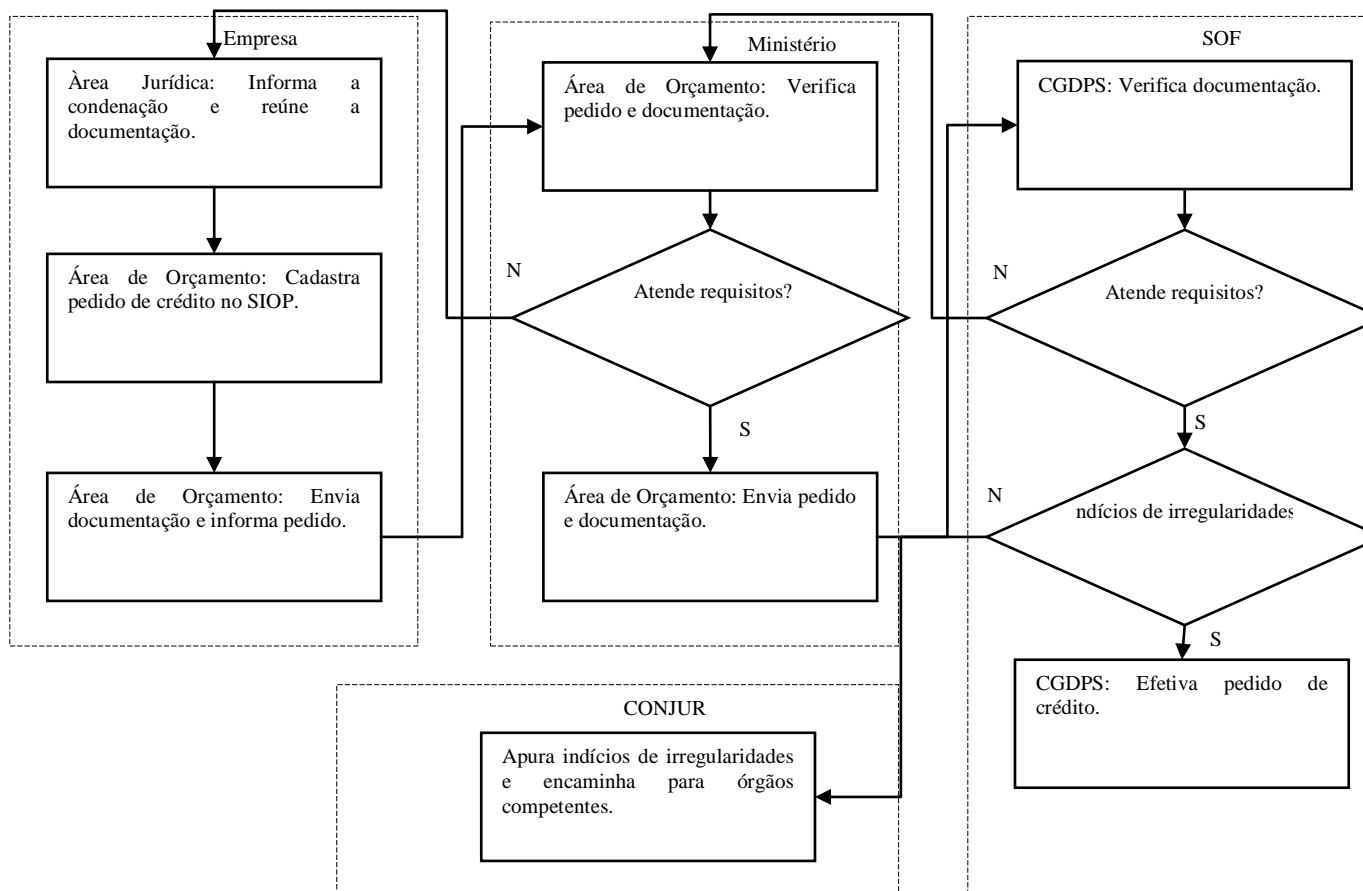 Empresa
Àrea Jurídica: Informa a
condenação e reúne a
documentação.
Área de Orçamento: Cadastra
pedido de crédito no SIOP.
Área de Orçamento: Envia
documentação e informa pedido.
Ministério
Área de Orçamento: Verifica
pedido e documentação.
N
Atende requisitos?
S
Área de Orçamento: Envia pedido
e documentação.
SOF
CGDPS: Verifica documentação.
N
Atende requisitos?
S
N
ndícios de irregularidades
S
CGDPS: Efetiva pedido de
crédito.
CONJUR
Apura indícios de irregularidades
e encaminha para órgãos
competentes.